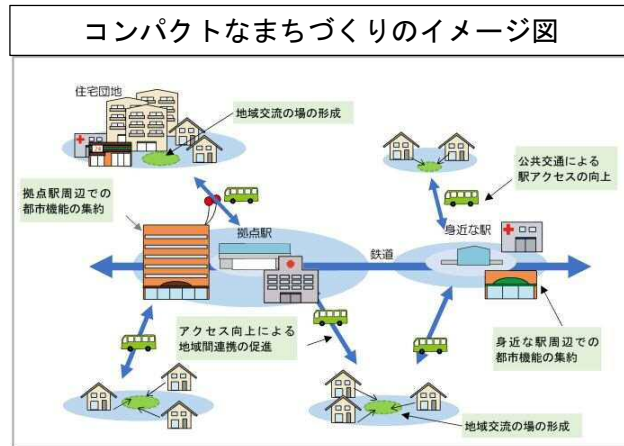 コンパクトなまちづくりのイメージ図
住宅団地
地域交流の場の形成
公共交通による
駅アクセスの向上
拠点駅周辺での
都市機能の集約
拠点駅
鉄道
身近な駅
アクセス向上による
地域間連携の促進
身近な駅周辺での
都市機能の集約
地域交流の場の形成